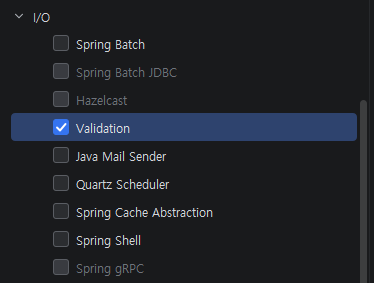 I/O
Spring Batch
Spring Batch JDBC
Hazelcast
Validation
Java Mail Sender
Quartz Scheduler
Spring Cache Abstraction
Spring Shell
Spring gRPC